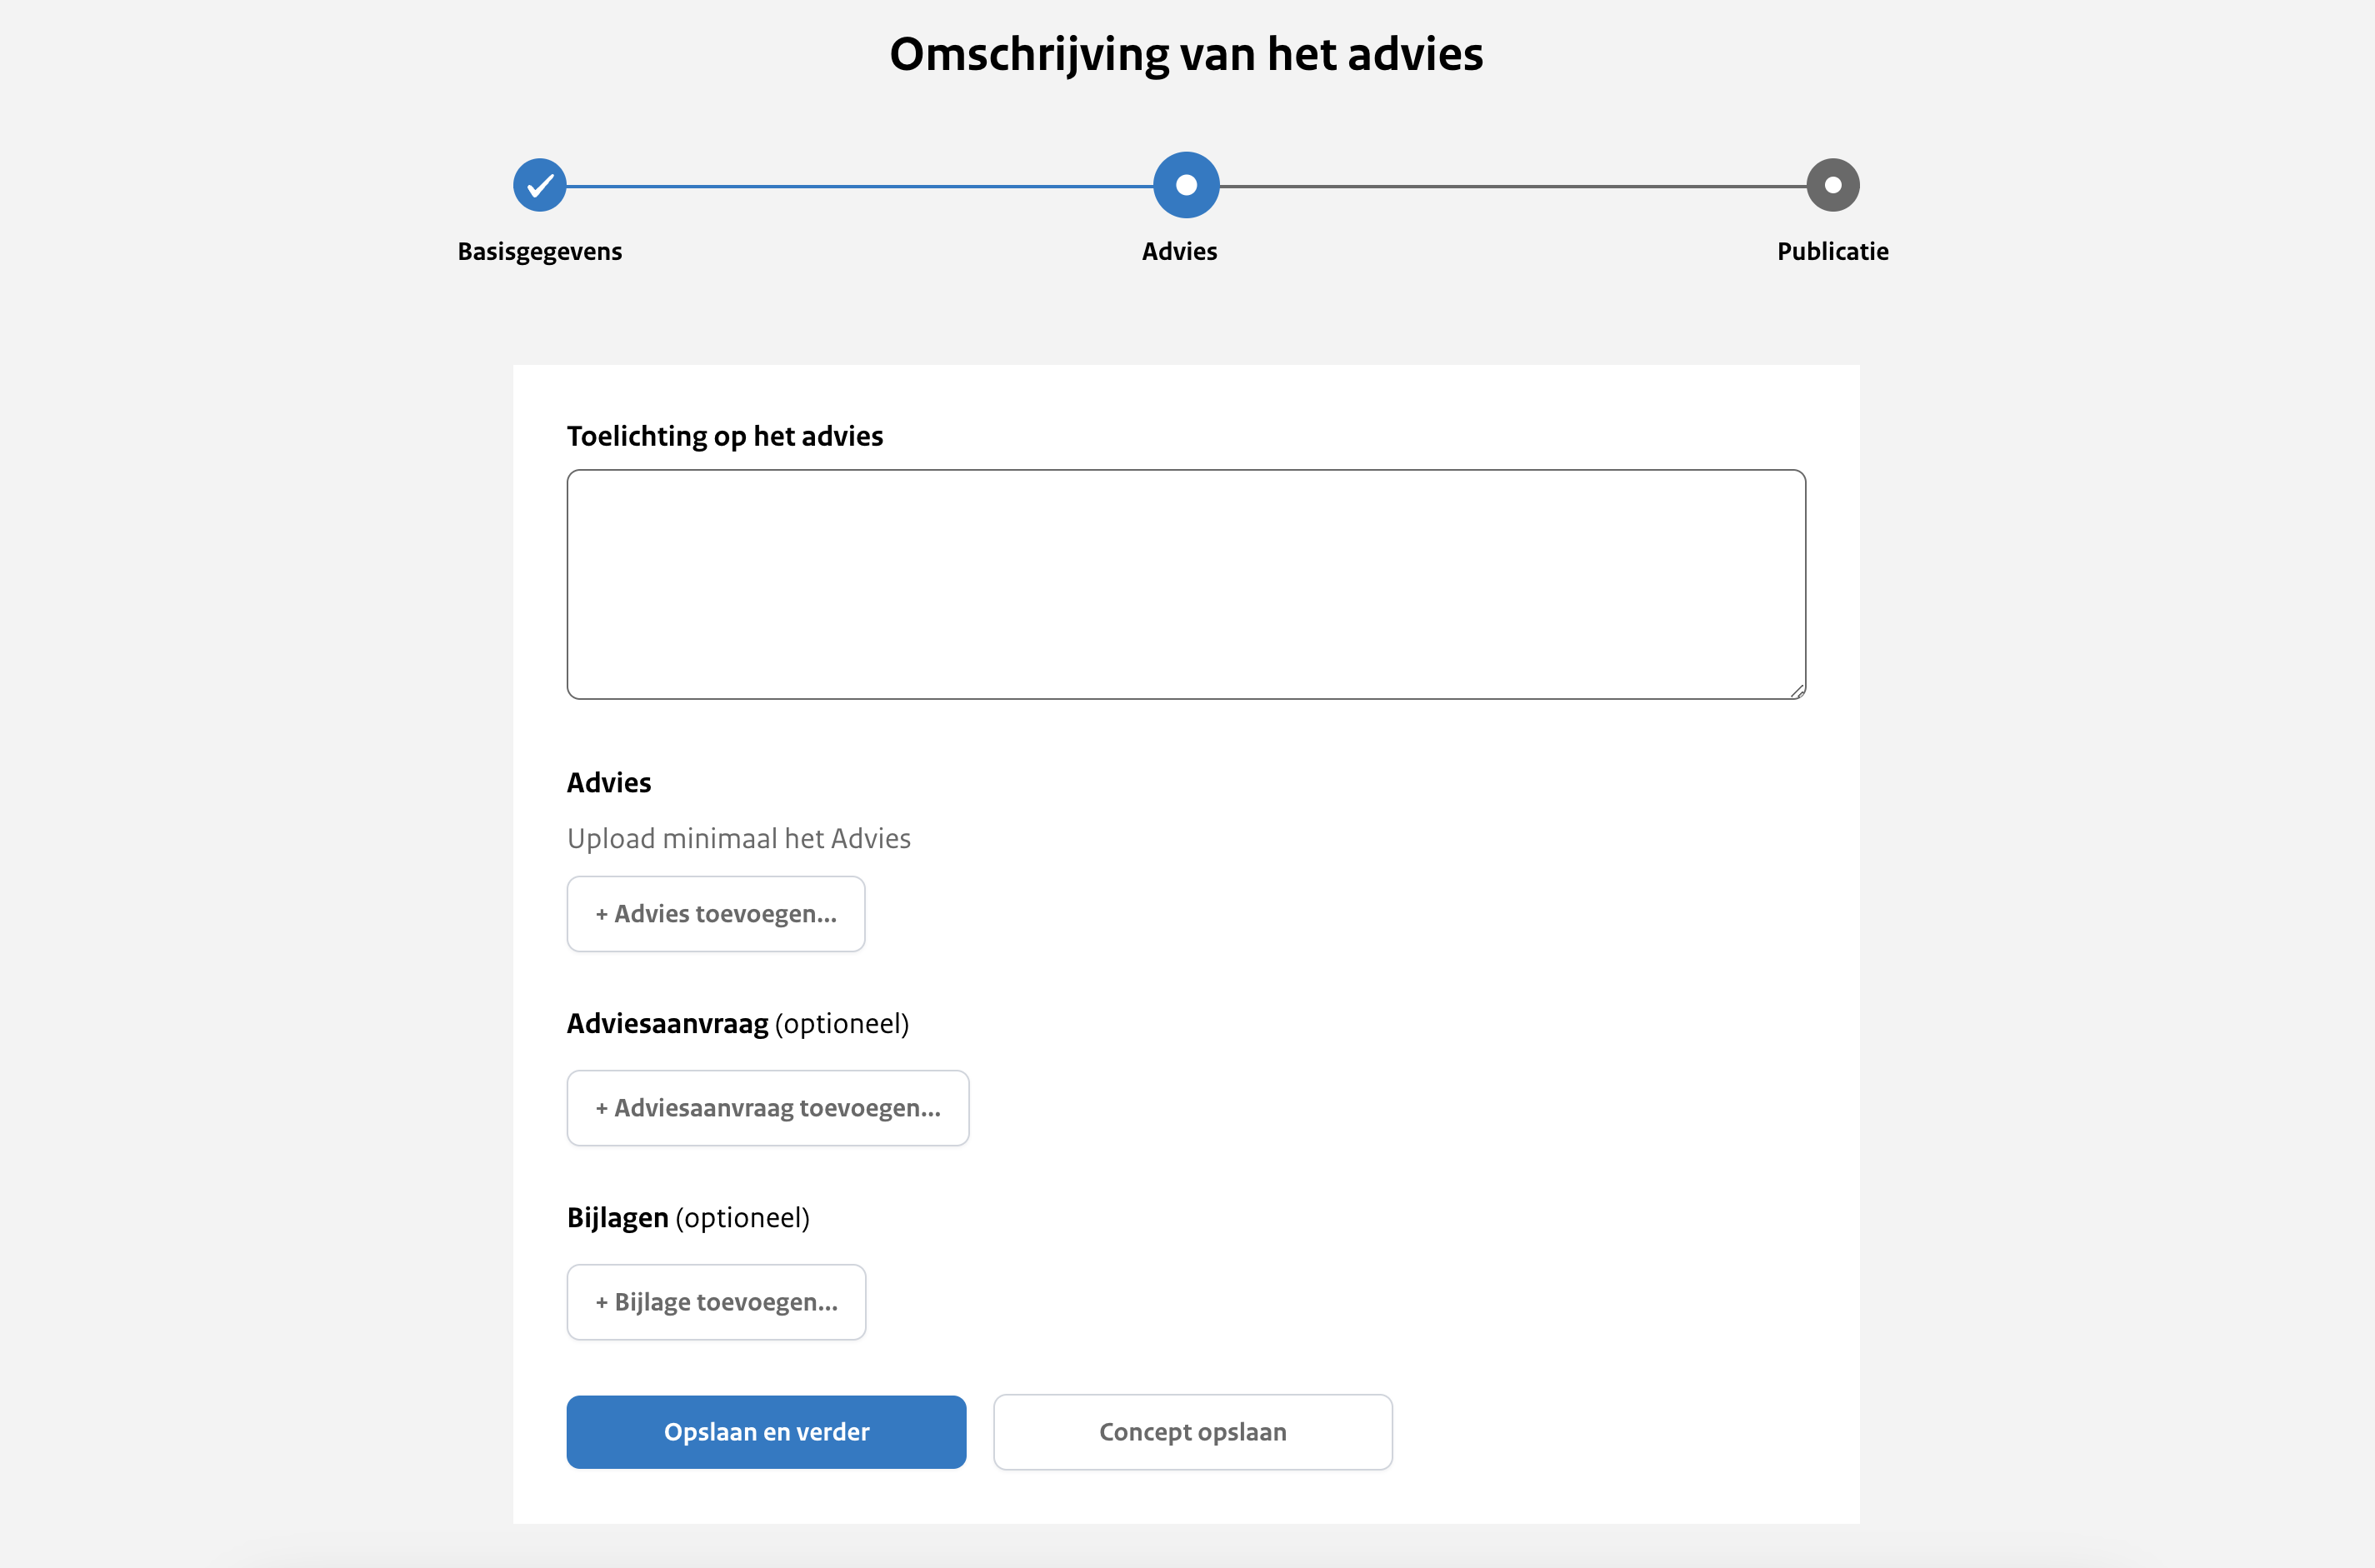 Omschrijving van het advies
Basisgegevens
Advies
Publicatie
Toelichting op het advies
Advies
Upload minimaal het Advies
+ Advies toevoegen...
Adviesaanvraag (optioneel)
+ Adviesaanvraag toevoegen...
Bijlagen (optioneel)
+ Bijlage toevoegen...
Opslaan en verder
Concept opslaan